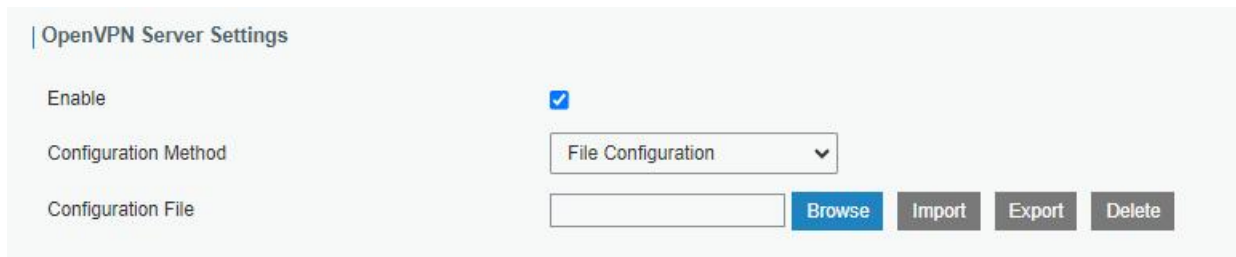 OpenVPN Server Settings
Enable
Configuration Method File Configuration
Configuration File Browse Import Export Delete